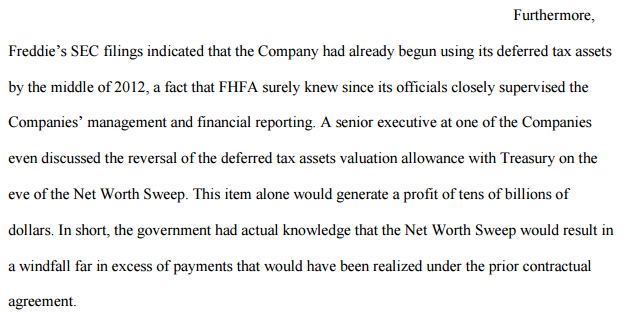 Furthermore,
Freddie’s SEC filings indicated that the Company had already begun using its deferred tax assets
by the middle of 2012, a fact that FHFA surely knew since its officials closely supervised the
Companies’ management and financial reporting. A senior executive at one of the Companies
even discussed the reversal of the deferred tax assets valuation allowance with Treasury on the
eve of the Net Worth Sweep. This item alone would generate a profit of tens of billions of
dollars. In short, the government had actual knowledge that the Net Worth Sweep would result in
a windfall far in excess of payments that would have been realized under the prior contractual
agreement.